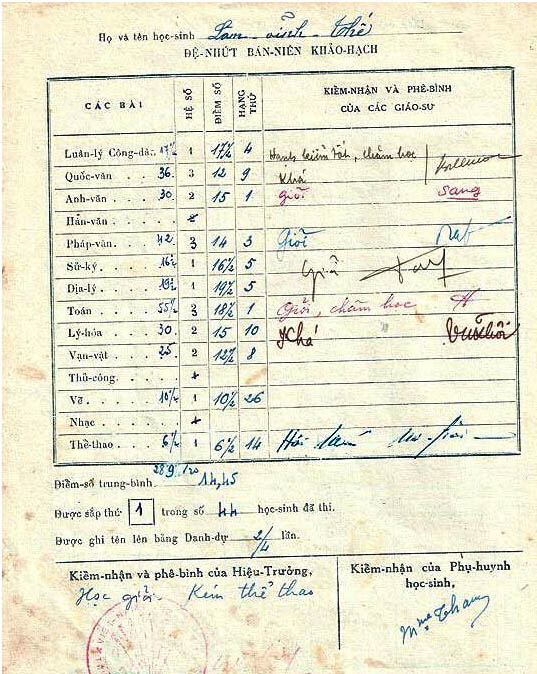 Họ và tên học-sinh Lâm-vĩnh-Thế
ĐỆ-NHỨT BÁN-NIÊN KHẢO-HẠCH
CÁC BÀI HỆ SỐ ĐIỂM SỐ HẠNG THỨ KIỂM-NHẬN VÀ PHÊ-BÌNH CỦA CÁC GIÁO-SƯ
Luân-lý Công-dân. 17½ 1 17½ 4 Hạnh kiểm tốt, chăm học
Quốc-văn . . . . 36 3 12 9 Khá
Anh-văn . . . . 30 2 15 1 Giỏi Sang
Hán-văn . . . .
Pháp-văn. . . . 42 3 14 3 Giỏi
Sử-ký. . . . . 16½ 1 16½ 5 Giỏi
Địa-lý . . . . 19½ 1 19½ 5
Toán . . . . . 55½ 3 18½ 1 Giỏi, chăm học
Lý-hóa . . . . 30 2 15 10 Khá
Vạn-vật . . . . 25 2 12½ 8
Thủ-công. . . . +
Vẽ . . . . . . 10½ 1 10½ 26
Nhạc . . . . . +
Thể-thao . . . . 6½ 1 6½ 14
Điểm-số trung-bình. 289/20 14,45
Được sắp thứ 1 trong số 44 học-sinh đã thi.
Được ghi tên lên bảng Danh-dự 2/4 lần.
Kiểm-nhận và phê-bình của Hiệu-Trưởng,
Học giỏi. Kém thể thao
Kiểm-nhận của Phụ-huynh
học-sinh,
Mme